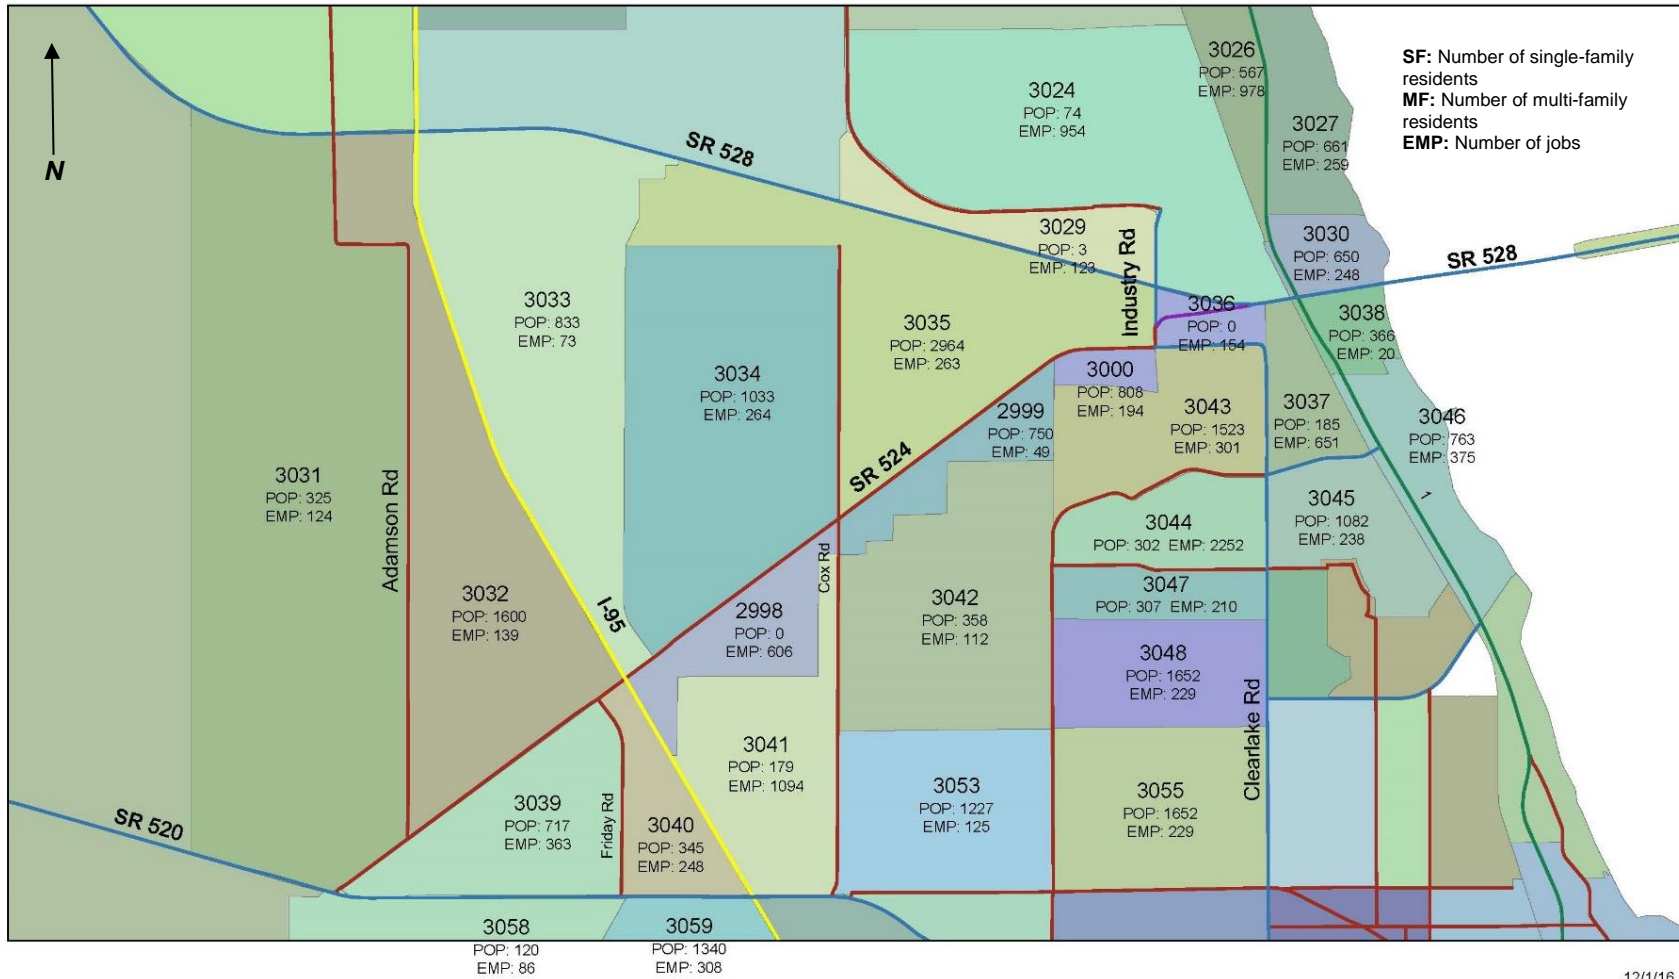 N
SF: Number of single-family
residents
MF: Number of multi-family
residents
EMP: Number of jobs
3026
POP: 567
EMP: 978
3024
POP: 74
EMP: 954
3027
POP: 661
EMP: 259
SR 528
3029
POP: 3
EMP: 123
Industry Rd
3030
POP: 650
EMP: 248
SR 528
3033
POP: 833
EMP: 73
3035
POP: 2964
EMP: 263
3036
POP: 0
EMP: 154
3038
POP: 366
EMP: 20
3034
POP: 1033
EMP: 264
3000
POP: 808
EMP: 194
2999
POP: 750
EMP: 49
3043
POP: 1523
EMP: 301
3037
POP: 185
EMP: 651
3046
POP: 763
EMP: 375
SR 524
3031
POP: 325
EMP: 124
Adamson Rd
1
3045
POP: 1082
EMP: 238
3044
POP: 302 EMP: 2252
Cox Rd
3032
POP: 1600
EMP: 139
I-95
2998
POP: 0
EMP: 606
3042
POP: 358
EMP: 112
3047
POP: 307 EMP: 210
3048
POP: 1652
EMP: 229
Clearlake Rd
3041
POP: 179
EMP: 1094
3053
POP: 1227
EMP: 125
3055
POP: 1652
EMP: 229
SR 520
3039
POP: 717
EMP: 363
Friday Rd
3040
POP: 345
EMP: 248
3058
POP: 120
EMP: 86
3059
POP: 1340
EMP: 308
12/1/16